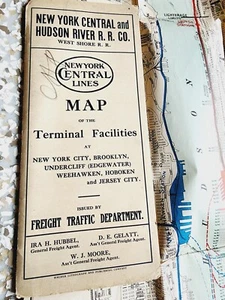 NEW YORK CENTRAL and
HUDSON RIVER R. R. CO.
WEST SHORE R. R.
NEW YORK
CENTRAL
LINES
MAP
OF THE
Terminal Facilities
AT
NEW YORK CITY, BROOKLYN,
UNDERCLIFF (EDGEWATER)
WEEHAWKEN, HOBOKEN
and JERSEY CITY.
ISSUED BY
FREIGHT TRAFFIC DEPARTMENT.
IRA H. HUBBEL,
General Freight Agent.
D. E. GELATT,
Ass't General Freight Agent.
W. J. MOORE,
Ass't General Freight Agent.